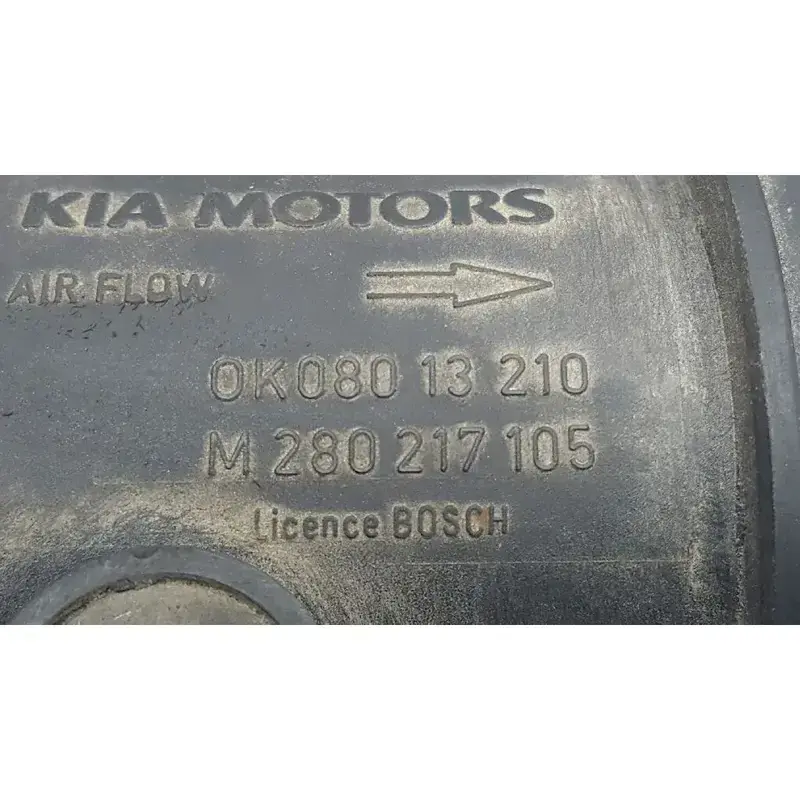 KIA MOTORS
AIR FLOW
0K080 13 210
M 280 217 105
Licence BOSCH